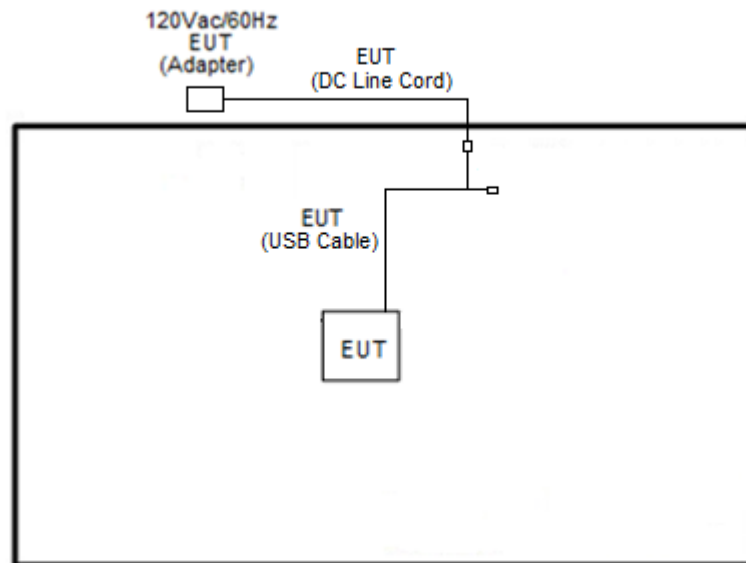 120Vac/60Hz
EUT
(Adapter)
EUT
(DC Line Cord)
EUT
(USB Cable)
EUT